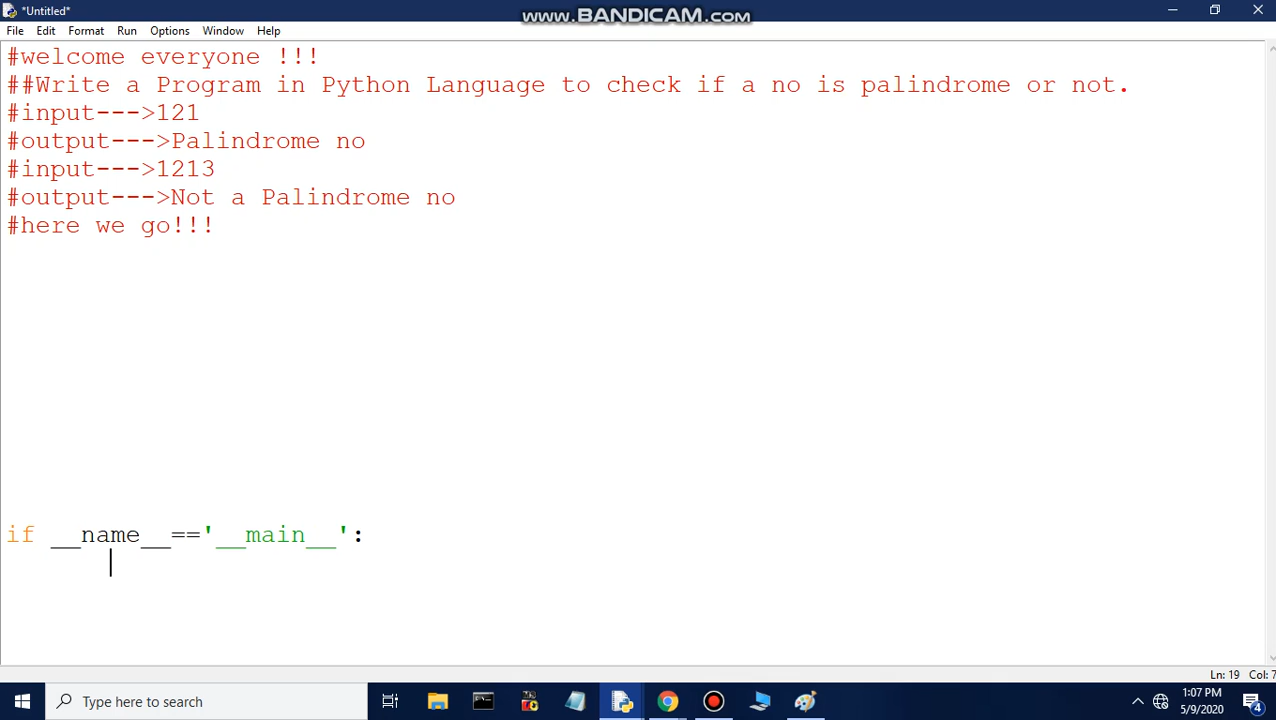 *Untitled*
www.BANDICAM.com
File Edit Format Run Options Window Help
#welcome everyone !!!
##Write a Program in Python Language to check if a no is palindrome or not.
#input--->121
#output--->Palindrome no
#input--->1213
#output--->Not a Palindrome no
#here we go!!!
if __name__=='__main__':
Ln: 19 Col: 7
Type here to search
1:07 PM
5/9/2020
4